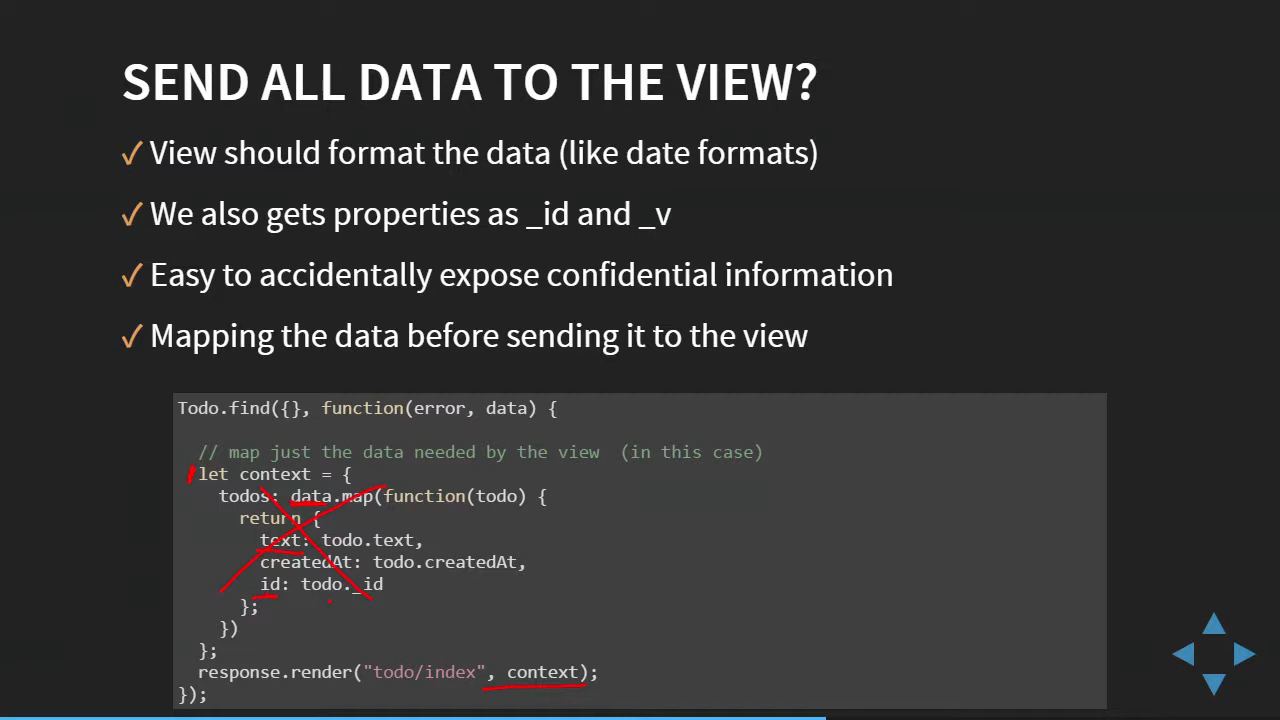 SEND ALL DATA TO THE VIEW?
✓ View should format the data (like date formats)
✓ We also gets properties as _id and _v
✓ Easy to accidentally expose confidential information
✓ Mapping the data before sending it to the view
Todo.find({}, function(error, data) {
// map just the data needed by the view (in this case)
let context = {
todos: data.map(function(todo) {
return {
text: todo.text,
createdAt: todo.createdAt,
id: todo._id
};
})
};
response.render("todo/index", context);
});